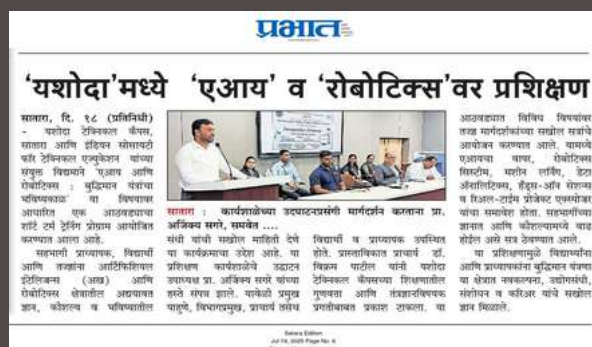 प्रभात
'यशोदा'मध्ये 'एआय' व 'रोबोटिक्स'वर प्रशिक्षण
सातारा, दि. १८ (प्रतिनिधी)
- यशोदा टेक्निकल कॅंपस,
सातारा आणि इंडियन सोसायटी
फॉर टेक्निकल एज्युकेशन यांच्या
संयुक्त विद्यमाने 'एआय आणि
रोबोटिक्स : बुद्धिमान यंत्रांचा
भविष्यकाळ' या विषयावर
आधारित एक आठवड्याचा
शॉर्ट टर्म ट्रेनिंग प्रोग्राम आयोजित
करण्यात आला आहे.
सहभागी प्राध्यापक, विद्यार्थी
आणि तज्ज्ञांना आर्टिफिशियल
इंटेलिजन्स (अख) आणि
रोबोटिक्स क्षेत्रातील अद्ययावत
ज्ञान, कौशल्य व भविष्यातील
सातारा : कार्यशाळेच्या उदघाटनप्रसंगी मार्गदर्शन करताना प्रा.
अजिंक्य सगरे, समवेत ....
संधी यांची सखोल माहिती देणे
या कार्यक्रमाचा उद्देश आहे. या
प्रशिक्षण कार्यशाळेचे उद्घाटन
उपाध्यक्ष प्रा. अजिंक्य सगरे यांच्या
हस्ते संपन्न झाले. यावेळी प्रमुख
पाहुणे, विभागप्रमुख, प्राचार्य तसेच
विद्यार्थी व प्राध्यापक उपस्थित
होते. प्रास्ताविकात प्राचार्य डॉ.
विक्रम पाटील यांनी यशोदा
टेक्निकल कॅम्पसच्या शिक्षणातील
गुणवत्ता आणि तंत्रज्ञानविषयक
प्रगतीबाबत प्रकाश टाकला. या
आठवड्यात विविध विषयांवर
तज्ज्ञ मार्गदर्शकांच्या सखोल सत्रांचे
आयोजन करण्यात आले. यामध्ये
एआयचा वापर, रोबोटिक्स
सिस्टीम, मशीन लर्निंग, डेटा
अ‍ॅनालिटिक्स, हँड्स-ऑन सेशन्स
व रिअल-टाईम प्रोजेक्ट एक्स्पोजर
यांचा समावेश होता. सहभागींच्या
ज्ञानात आणि कौशल्यामध्ये वाढ
होईल असे सत्र ठेवण्यात आले.
या प्रशिक्षणामुळे विद्यार्थ्यांना
आणि प्राध्यापकांना बुद्धिमान यंत्रणा
या क्षेत्रात नवकल्पना, उद्योगसंधी,
संशोधन व करिअर यांचे सखोल
ज्ञान मिळाले.
Satara Edition
Jul 19, 2025 Page No. 6